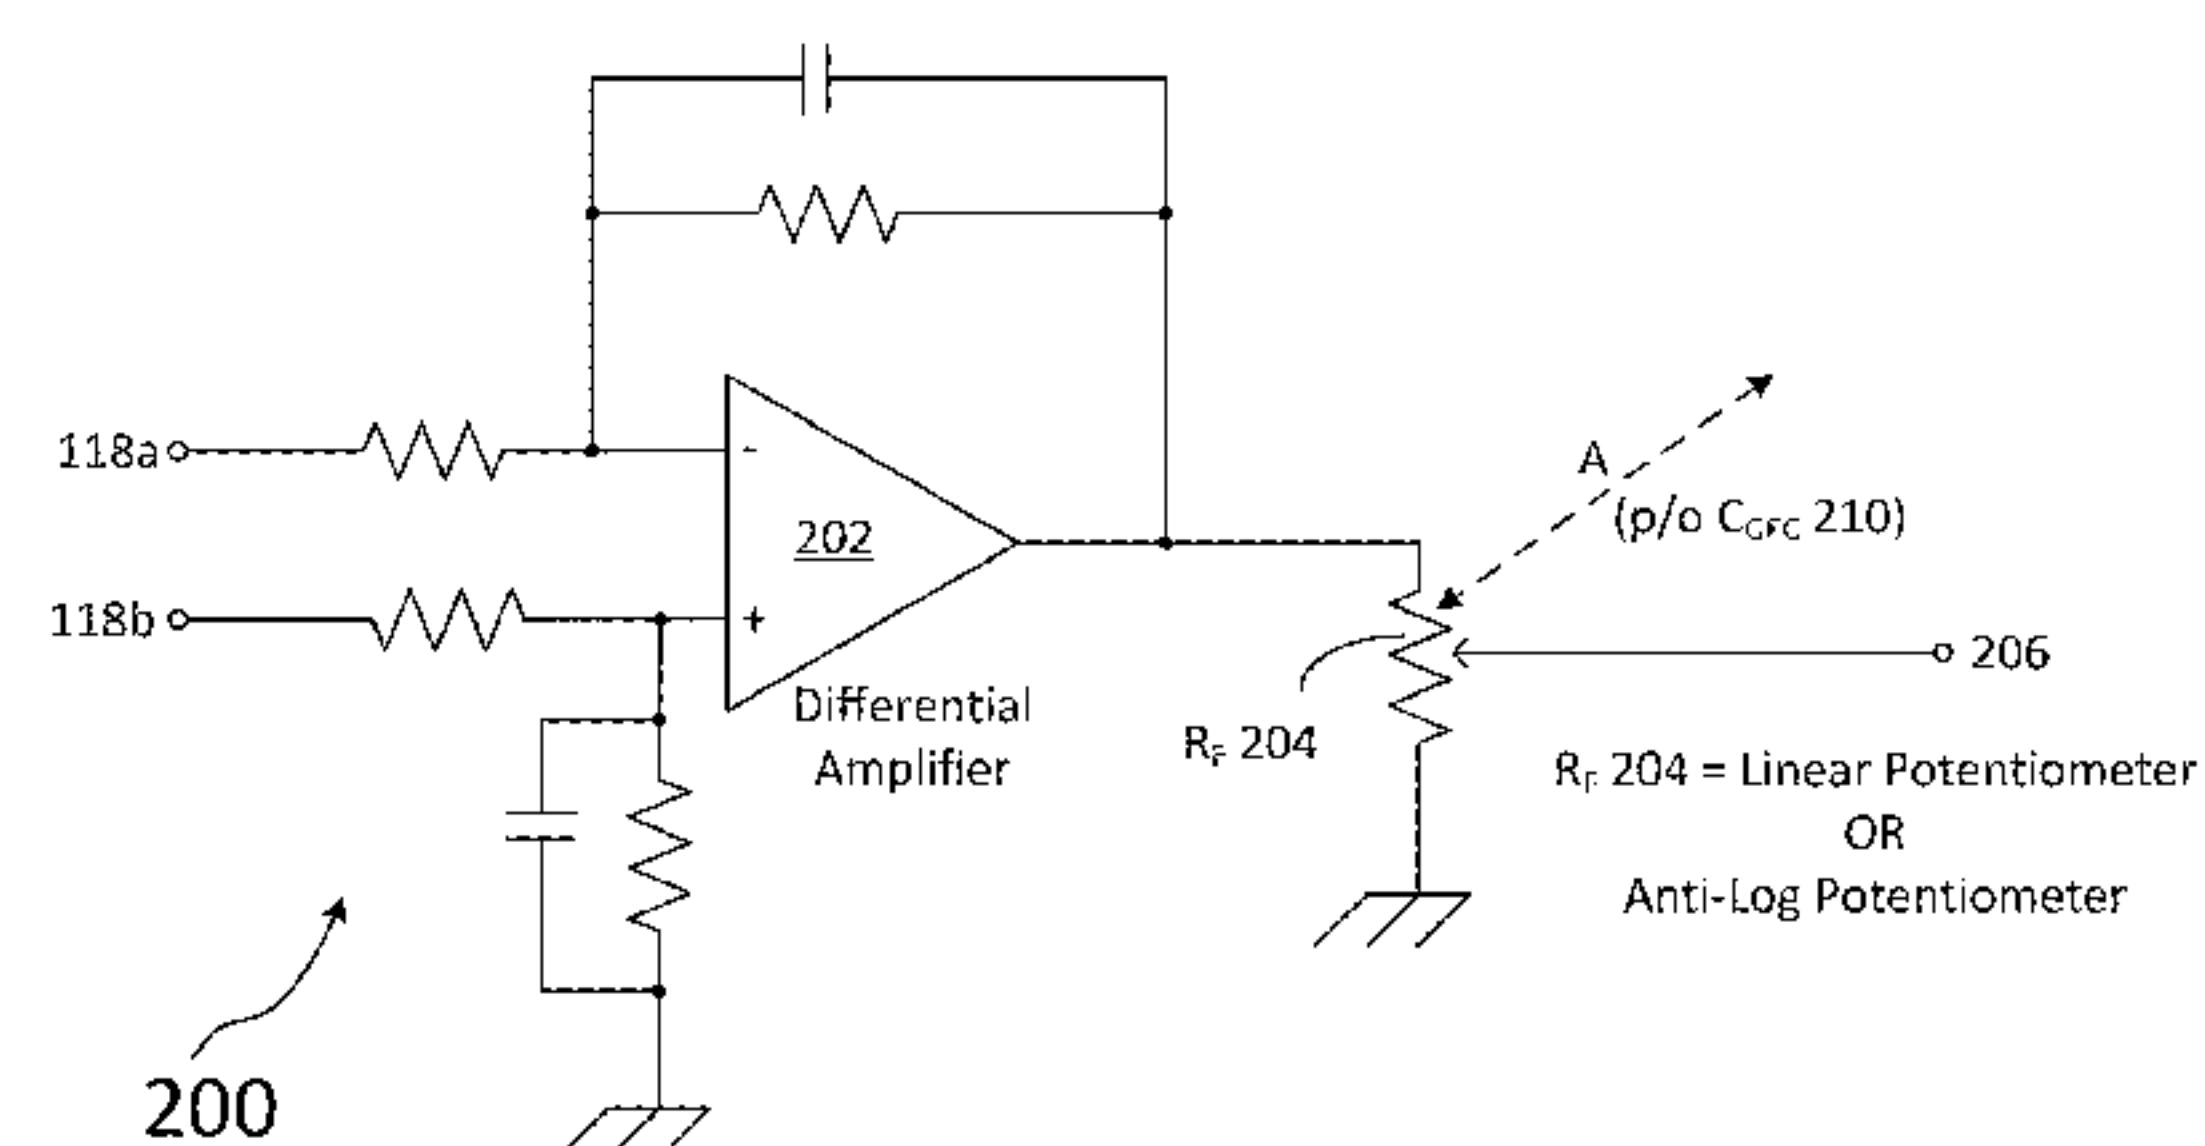 118a
-
A
(p/o CGFC 210)
202
118b
+
206
Differential
Amplifier
RF 204
RF 204 = Linear Potentiometer
OR
Anti-Log Potentiometer
200